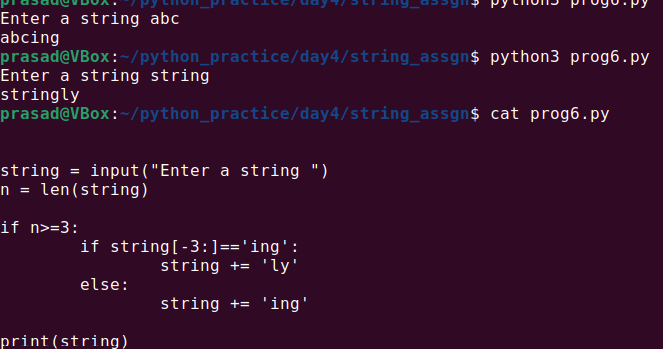 prasad@VBox:~/python_practice/day4/string_assgn$ python3 prog6.py
Enter a string abc
abcing
prasad@VBox:~/python_practice/day4/string_assgn$ python3 prog6.py
Enter a string string
stringly
prasad@VBox:~/python_practice/day4/string_assgn$ cat prog6.py
string = input("Enter a string ")
n = len(string)
if n>=3:
        if string[-3:]=='ing':
                string += 'ly'
        else:
                string += 'ing'
print(string)